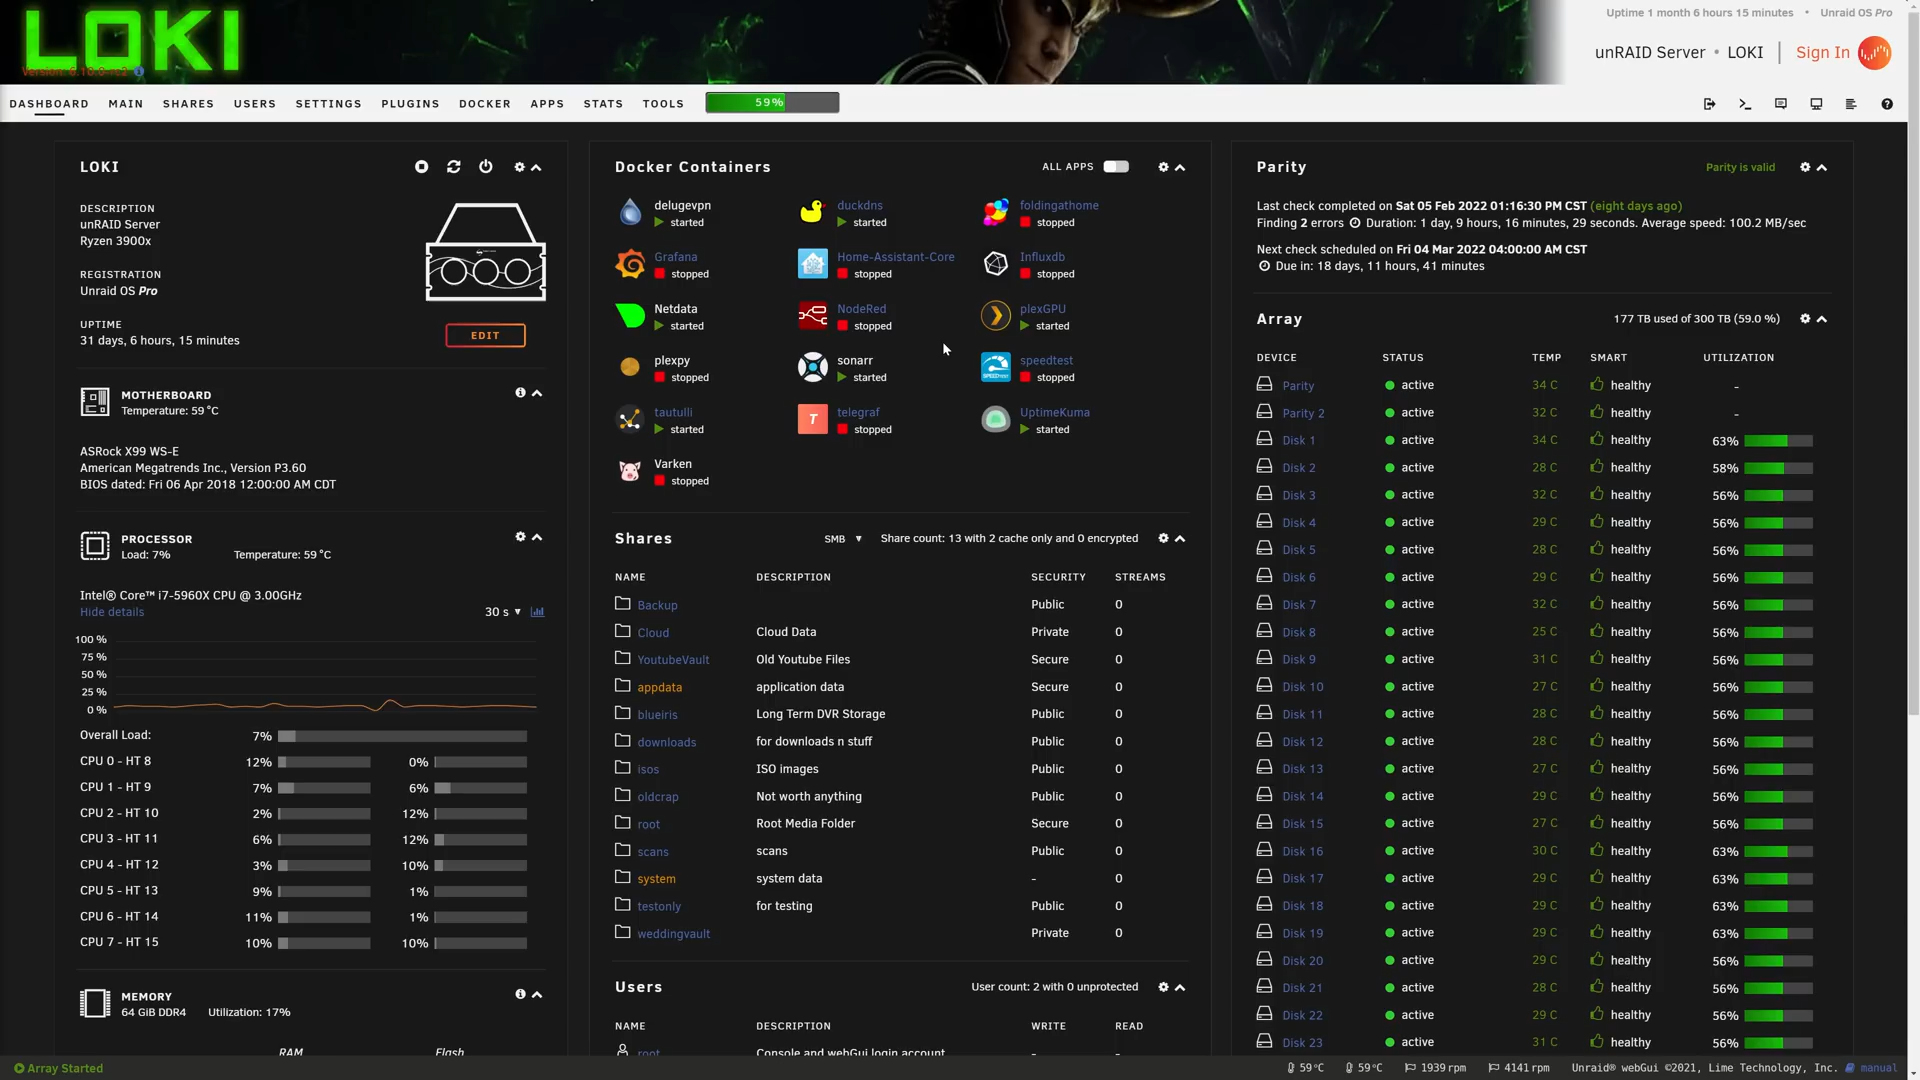 LOKI
Version: 6.10.0-rc2
Uptime 1 month 6 hours 15 minutes • Unraid OS Pro
unRAID Server • LOKI | Sign In
DASHBOARD MAIN SHARES USERS SETTINGS PLUGINS DOCKER APPS STATS TOOLS 59%
LOKI
DESCRIPTION
unRAID Server
Ryzen 3900x
REGISTRATION
Unraid OS Pro
UPTIME
31 days, 6 hours, 15 minutes
EDIT
MOTHERBOARD
Temperature: 59 °C
ASRock X99 WS-E
American Megatrends Inc., Version P3.60
BIOS dated: Fri 06 Apr 2018 12:00:00 AM CDT
PROCESSOR
Load: 7% Temperature: 59 °C
Intel® Core™ i7-5960X CPU @ 3.00GHz
Hide details 30 s ▼
100 %
75 %
50 %
25 %
0 %
Overall Load: 7%
CPU 0 - HT 8 12% 0%
CPU 1 - HT 9 7% 6%
CPU 2 - HT 10 2% 12%
CPU 3 - HT 11 6% 12%
CPU 4 - HT 12 3% 10%
CPU 5 - HT 13 9% 1%
CPU 6 - HT 14 11% 1%
CPU 7 - HT 15 10% 10%
MEMORY
64 GiB DDR4 Utilization: 17%
RAM Flash
Docker Containers ALL APPS
delugevpn duckdns foldingathome
started started stopped
Grafana Home-Assistant-Core Influxdb
stopped stopped stopped
Netdata NodeRed plexGPU
started stopped started
plexpy sonarr speedtest
stopped started stopped
tautulli telegraf UptimeKuma
started stopped started
Varken
stopped
Shares SMB ▼ Share count: 13 with 2 cache only and 0 encrypted
NAME DESCRIPTION SECURITY STREAMS
Backup Public 0
Cloud Cloud Data Private 0
YoutubeVault Old Youtube Files Secure 0
appdata application data Secure 0
blueiris Long Term DVR Storage Public 0
downloads for downloads n stuff Public 0
isos ISO images Public 0
oldcrap Not worth anything Public 0
root Root Media Folder Secure 0
scans scans Public 0
system system data - 0
testonly for testing Public 0
weddingvault Private 0
Users User count: 2 with 0 unprotected
NAME DESCRIPTION WRITE READ
root Console and webGui login account - -
Parity Parity is valid
Last check completed on Sat 05 Feb 2022 01:16:30 PM CST (eight days ago)
Finding 2 errors Duration: 1 day, 9 hours, 16 minutes, 29 seconds. Average speed: 100.2 MB/sec
Next check scheduled on Fri 04 Mar 2022 04:00:00 AM CST
Due in: 18 days, 11 hours, 41 minutes
Array 177 TB used of 300 TB (59.0 %)
DEVICE STATUS TEMP SMART UTILIZATION
Parity active 34 C healthy -
Parity 2 active 32 C healthy -
Disk 1 active 34 C healthy 63%
Disk 2 active 28 C healthy 58%
Disk 3 active 32 C healthy 56%
Disk 4 active 29 C healthy 56%
Disk 5 active 28 C healthy 56%
Disk 6 active 29 C healthy 56%
Disk 7 active 32 C healthy 56%
Disk 8 active 25 C healthy 56%
Disk 9 active 31 C healthy 56%
Disk 10 active 27 C healthy 56%
Disk 11 active 28 C healthy 56%
Disk 12 active 28 C healthy 56%
Disk 13 active 27 C healthy 56%
Disk 14 active 29 C healthy 56%
Disk 15 active 27 C healthy 56%
Disk 16 active 30 C healthy 63%
Disk 17 active 29 C healthy 63%
Disk 18 active 29 C healthy 63%
Disk 19 active 29 C healthy 63%
Disk 20 active 29 C healthy 56%
Disk 21 active 28 C healthy 56%
Disk 22 active 29 C healthy 56%
Disk 23 active 31 C healthy 56%
Array Started 59 °C 59 °C 1939 rpm 4141 rpm Unraid® webGui ©2021, Lime Technology, Inc. manual